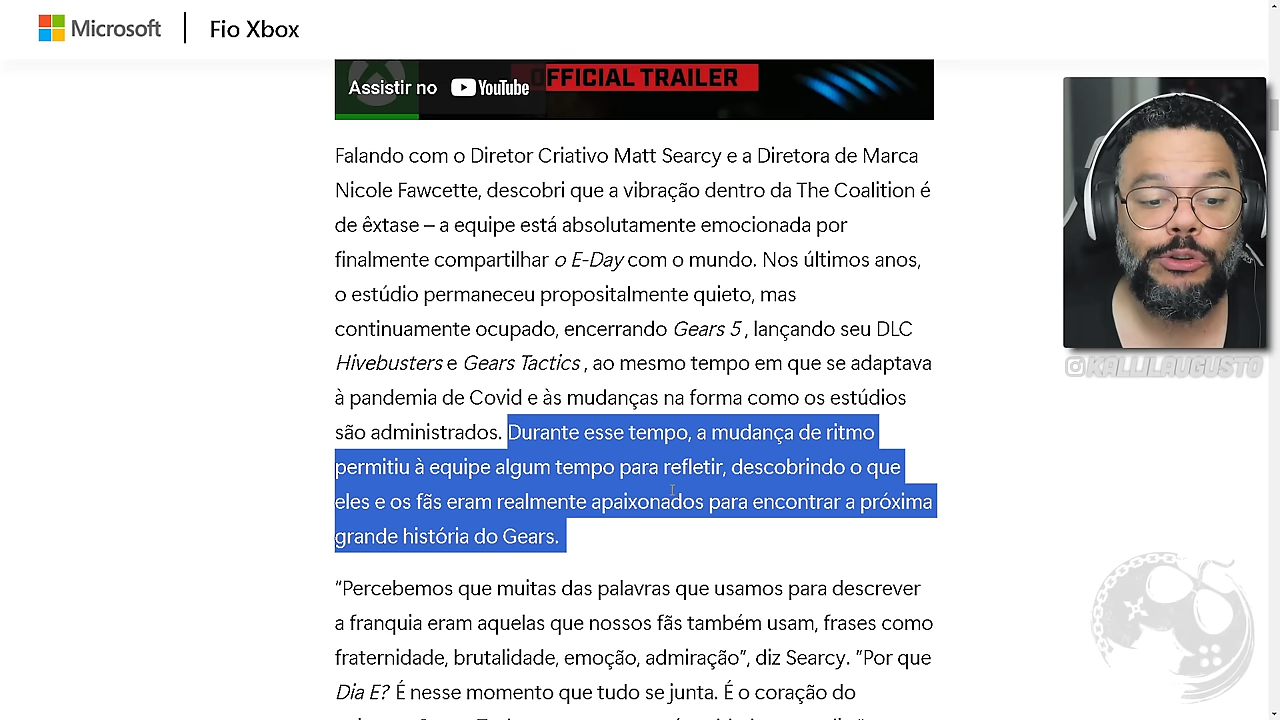 Microsoft | Fio Xbox
OFFICIAL TRAILER
Assistir no YouTube
Falando com o Diretor Criativo Matt Searcy e a Diretora de Marca
Nicole Fawcette, descobri que a vibração dentro da The Coalition é
de êxtase – a equipe está absolutamente emocionada por
finalmente compartilhar o E-Day com o mundo. Nos últimos anos,
o estúdio permaneceu propositalmente quieto, mas
continuamente ocupado, encerrando Gears 5 , lançando seu DLC
Hivebusters e Gears Tactics , ao mesmo tempo em que se adaptava
à pandemia de Covid e às mudanças na forma como os estúdios
são administrados. Durante esse tempo, a mudança de ritmo
permitiu à equipe algum tempo para refletir, descobrindo o que
eles e os fãs eram realmente apaixonados para encontrar a próxima
grande história do Gears.
“Percebemos que muitas das palavras que usamos para descrever
a franquia eram aquelas que nossos fãs também usam, frases como
fraternidade, brutalidade, emoção, admiração”, diz Searcy. “Por que
Dia E? É nesse momento que tudo se junta. É o coração do
@KALLILAUGUSTO